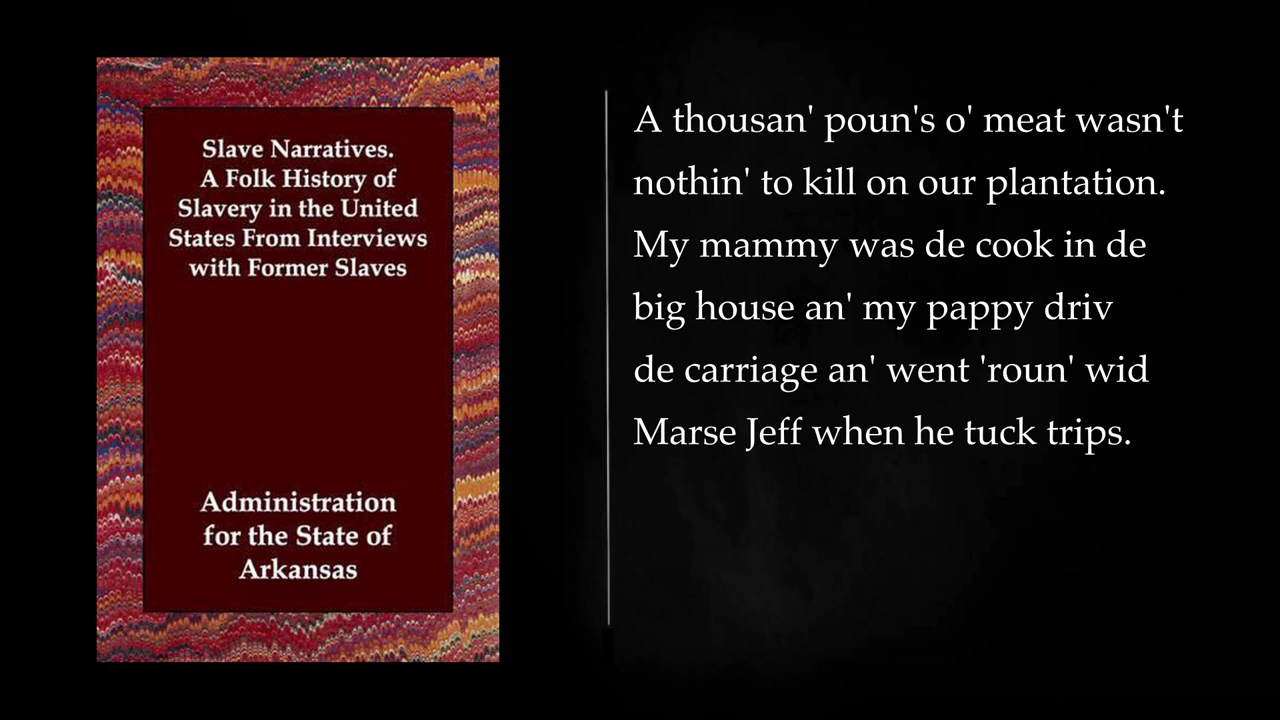 Slave Narratives.
A Folk History of
Slavery in the United
States From Interviews
with Former Slaves
Administration
for the State of
Arkansas
A thousan' poun's o' meat wasn't
nothin' to kill on our plantation.
My mammy was de cook in de
big house an' my pappy driv
de carriage an' went 'roun' wid
Marse Jeff when he tuck trips.